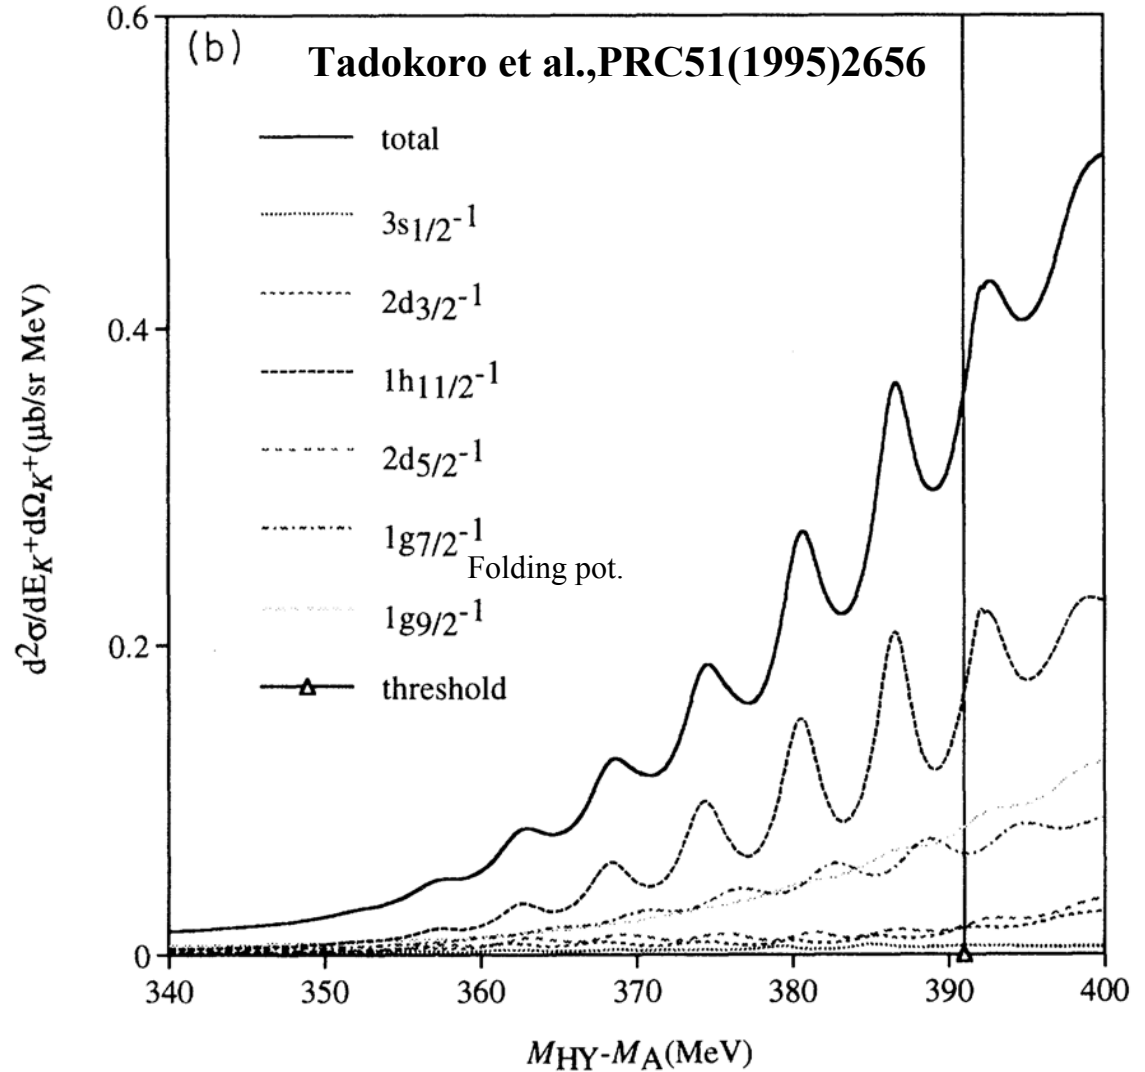 0.6
(b)
Tadokoro et al.,PRC51(1995)2656
total
3s1/2-1
2d3/2-1
1h11/2-1
2d5/2-1
1g7/2-1
Folding pot.
1g9/2-1
threshold
0.4
0.2
0
d2σ/dEK+dΩK+(μb/sr MeV)
340 350 360 370 380 390 400
MHY-MA(MeV)